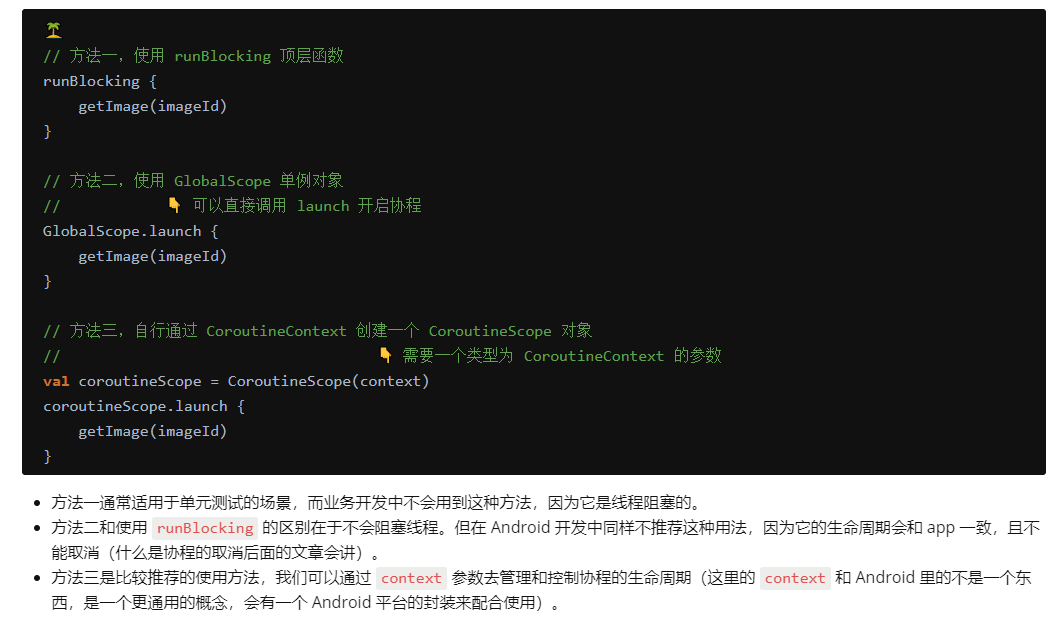 🏝
// 方法一，使用 runBlocking 顶层函数
runBlocking {
    getImage(imageId)
}
// 方法二，使用 GlobalScope 单例对象
//            👇 可以直接调用 launch 开启协程
GlobalScope.launch {
    getImage(imageId)
}
// 方法三，自行通过 CoroutineContext 创建一个 CoroutineScope 对象
//                                    👇 需要一个类型为 CoroutineContext 的参数
val coroutineScope = CoroutineScope(context)
coroutineScope.launch {
    getImage(imageId)
}
• 方法一通常适用于单元测试的场景，而业务开发中不会用到这种方法，因为它是线程阻塞的。
• 方法二和使用 runBlocking 的区别在于不会阻塞线程。但在 Android 开发中同样不推荐这种用法，因为它的生命周期会和 app 一致，且不
能取消（什么是协程的取消后面的文章会讲）。
• 方法三是比较推荐的使用方法，我们可以通过 context 参数去管理和控制协程的生命周期（这里的 context 和 Android 里的不是一个东
西，是一个更通用的概念，会有一个 Android 平台的封装来配合使用）。